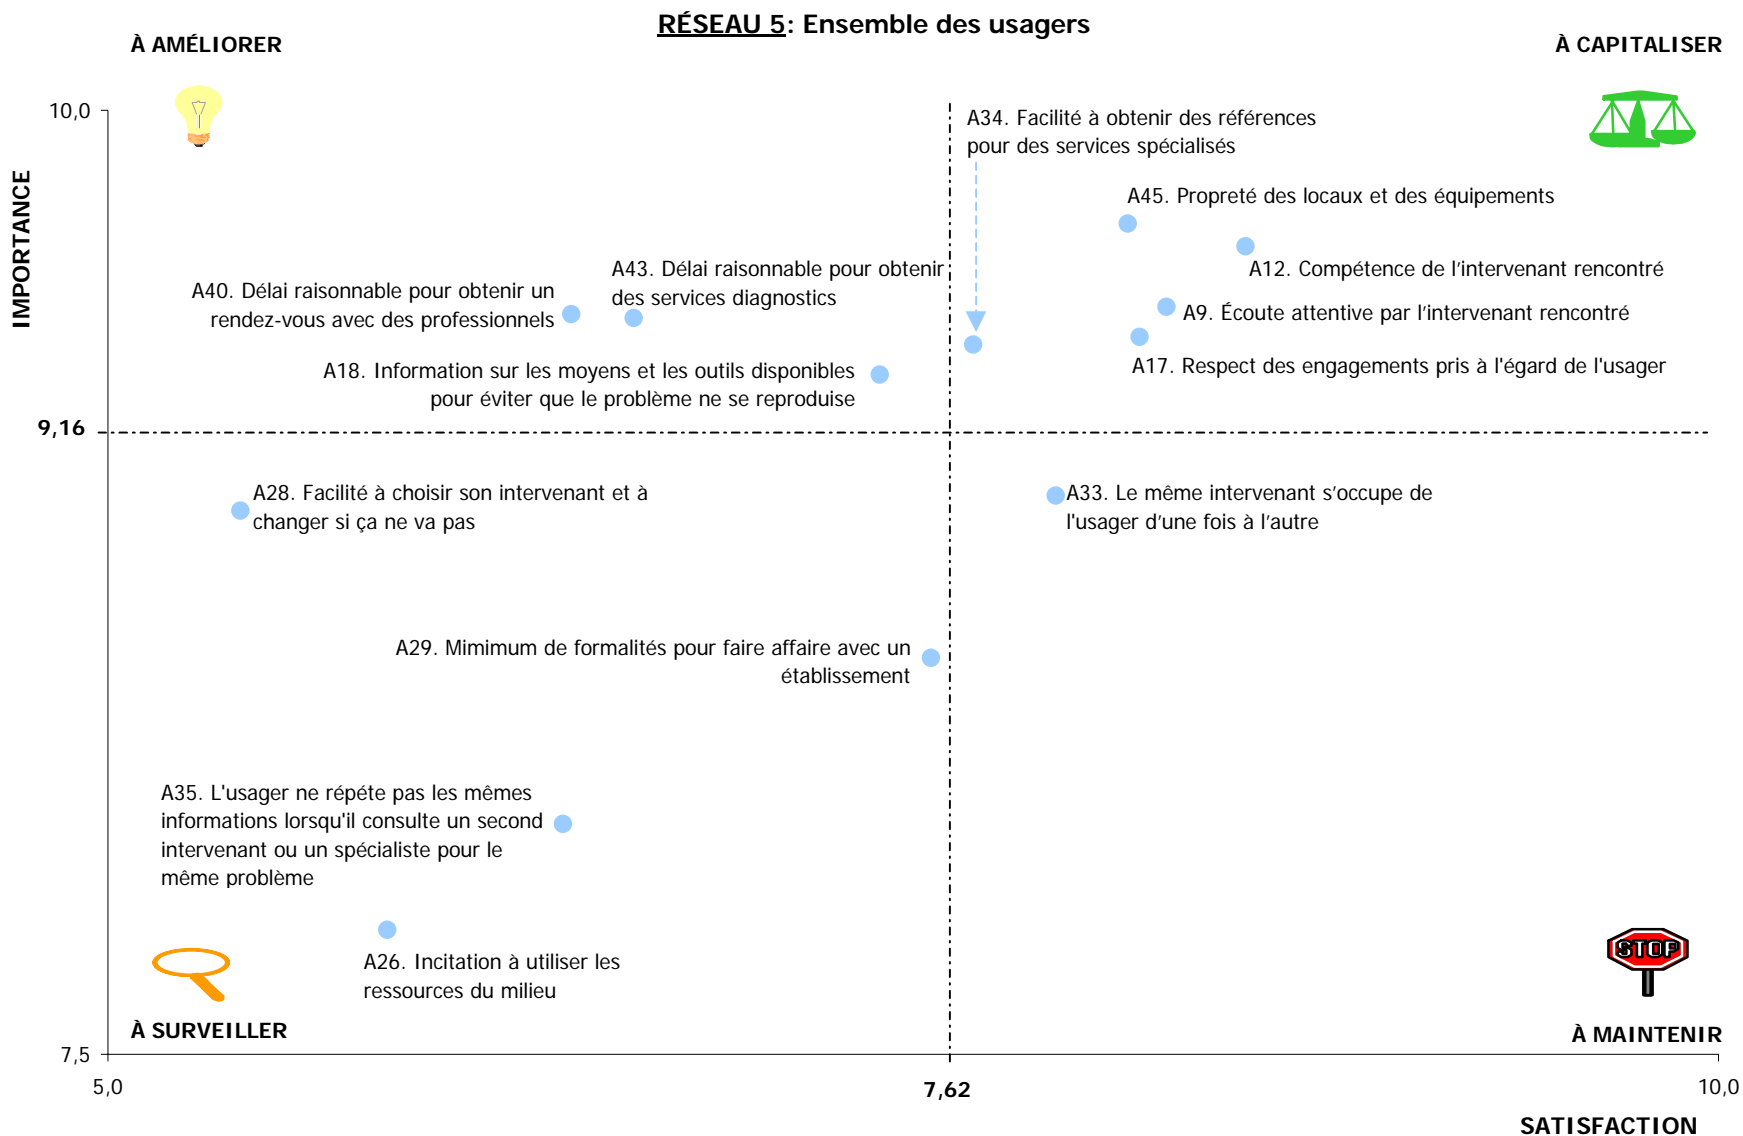 RÉSEAU 5: Ensemble des usagers
À AMÉLIORER
À CAPITALISER
10,0
IMPORTANCE
A34. Facilité à obtenir des références
pour des services spécialisés
A45. Propreté des locaux et des équipements
A12. Compétence de l'intervenant rencontré
A43. Délai raisonnable pour obtenir
des services diagnostics
A40. Délai raisonnable pour obtenir un
rendez-vous avec des professionnels
A9. Écoute attentive par l'intervenant rencontré
A17. Respect des engagements pris à l'égard de l'usager
A18. Information sur les moyens et les outils disponibles
pour éviter que le problème ne se reproduise
9,16
A28. Facilité à choisir son intervenant et à
changer si ça ne va pas
A33. Le même intervenant s'occupe de
l'usager d'une fois à l'autre
A29. Mimimum de formalités pour faire affaire avec un
établissement
A35. L'usager ne répéte pas les mêmes
informations lorsqu'il consulte un second
intervenant ou un spécialiste pour le
même problème
A26. Incitation à utiliser les
ressources du milieu
STOP
À SURVEILLER
À MAINTENIR
7,5
5,0
7,62
10,0
SATISFACTION